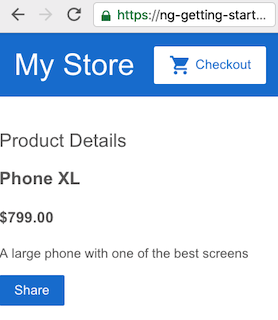 https://ng-getting-start...
My Store
Checkout
Product Details
Phone XL
$799.00
A large phone with one of the best screens
Share